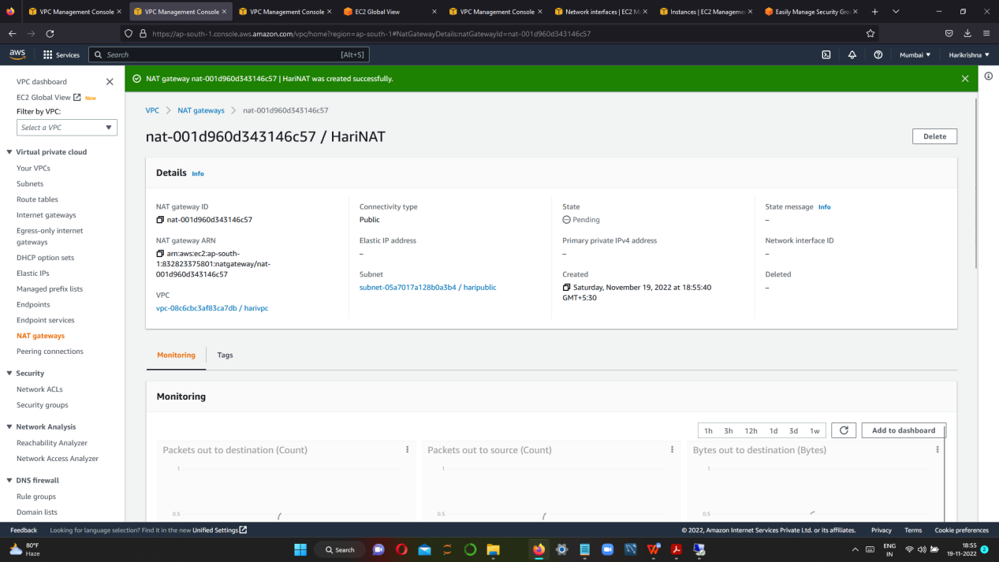 VPC Management Console
VPC Management Console
VPC Management Console
EC2 Global View
VPC Management Console
Network interfaces | EC2 M
Instances | EC2 Manageme
Easily Manage Security Gro
https://ap-south-1.console.aws.amazon.com/vpc/home?region=ap-south-1#NatGatewayDetails:natGatewayId=nat-001d960d343146c57
aws
Services
Search
[Alt+S]
Mumbai
Harikrishna
VPC dashboard
EC2 Global View
New
Filter by VPC:
Select a VPC
Virtual private cloud
Your VPCs
Subnets
Route tables
Internet gateways
Egress-only internet
gateways
DHCP option sets
Elastic IPs
Managed prefix lists
Endpoints
Endpoint services
NAT gateways
Peering connections
Security
Network ACLs
Security groups
Network Analysis
Reachability Analyzer
Network Access Analyzer
DNS firewall
Rule groups
Domain lists
NAT gateway nat-001d960d343146c57 | HariNAT was created successfully.
VPC
NAT gateways
nat-001d960d343146c57
nat-001d960d343146c57 / HariNAT
Delete
Details
Info
NAT gateway ID
nat-001d960d343146c57
NAT gateway ARN
arn:aws:ec2:ap-south-
1:832823375801:natgateway/nat-
001d960d343146c57
VPC
vpc-08c6cbc3af83ca7db / harivpc
Connectivity type
Public
Elastic IP address
–
Subnet
subnet-05a7017a128b0a3b4 / haripublic
State
Pending
Primary private IPv4 address
–
Created
Saturday, November 19, 2022 at 18:55:40
GMT+5:30
State message
Info
–
Network interface ID
–
Deleted
–
Monitoring
Tags
Monitoring
1h
3h
12h
1d
3d
1w
Add to dashboard
Packets out to destination (Count)
1
0.5
Packets out to source (Count)
1
0.5
Bytes out to destination (Bytes)
1
0.5
Feedback
Looking for language selection? Find it in the new Unified Settings
© 2022, Amazon Internet Services Private Ltd. or its affiliates.
Privacy
Terms
Cookie preferences
80°F
Haze
Search
ENG
IN
18:55
19-11-2022
2